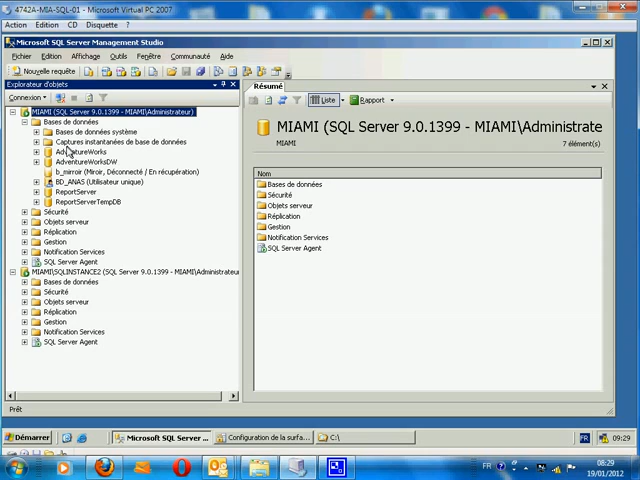 4742A-MIA-SQL-01 - Microsoft Virtual PC 2007
Action Edition CD Disquette ?
Microsoft SQL Server Management Studio
Fichier Edition Affichage Outils Fenêtre Communauté Aide
Nouvelle requête
Explorateur d'objets
Connexion
MIAMI (SQL Server 9.0.1399 - MIAMI\Administrateur)
Bases de données
Bases de données système
Captures instantanées de base de données
AdventureWorks
AdventureWorksDW
b_mirroir (Miroir, Déconnecté / En récupération)
BD_ANAS (Utilisateur unique)
ReportServer
ReportServerTempDB
Sécurité
Objets serveur
Réplication
Gestion
Notification Services
SQL Server Agent
MIAMI\SQLINSTANCE2 (SQL Server 9.0.1399 - MIAMI\Administrateu
Bases de données
Sécurité
Objets serveur
Réplication
Gestion
Notification Services
SQL Server Agent
Résumé
Liste Rapport
MIAMI (SQL Server 9.0.1399 - MIAMI\Administrate
MIAMI 7 élément(s)
Nom
Bases de données
Sécurité
Objets serveur
Réplication
Gestion
Notification Services
SQL Server Agent
Prêt
Démarrer Microsoft SQL Server ... Configuration de la surfa... C:\ FR 09:29
FR 08:29
19/01/2012